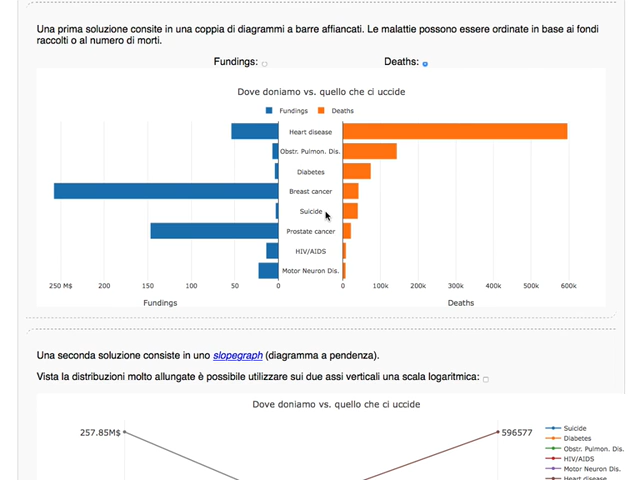 Una prima soluzione consite in una coppia di diagrammi a barre affiancati. Le malattie possono essere ordinate in base ai fondi
raccolti o al numero di morti.
Fundings: Deaths:
Dove doniamo vs. quello che ci uccide
Fundings Deaths
Heart disease
Obstr. Pulmon. Dis.
Diabetes
Breast cancer
Suicide
Prostate cancer
HIV/AIDS
Motor Neuron Dis.
250 M$ 200 150 100 50 0 0 100k 200k 300k 400k 500k 600k
Fundings Deaths
Una seconda soluzione consiste in uno slopegraph (diagramma a pendenza).
Vista la distribuzioni molto allungate è possibile utilizzare sui due assi verticali una scala logaritmica:
Dove doniamo vs. quello che ci uccide
257.85M$ 596577
Suicide
Diabetes
Obstr. Pulmon. Dis.
HIV/AIDS
Motor Neuron Dis.
Heart disease